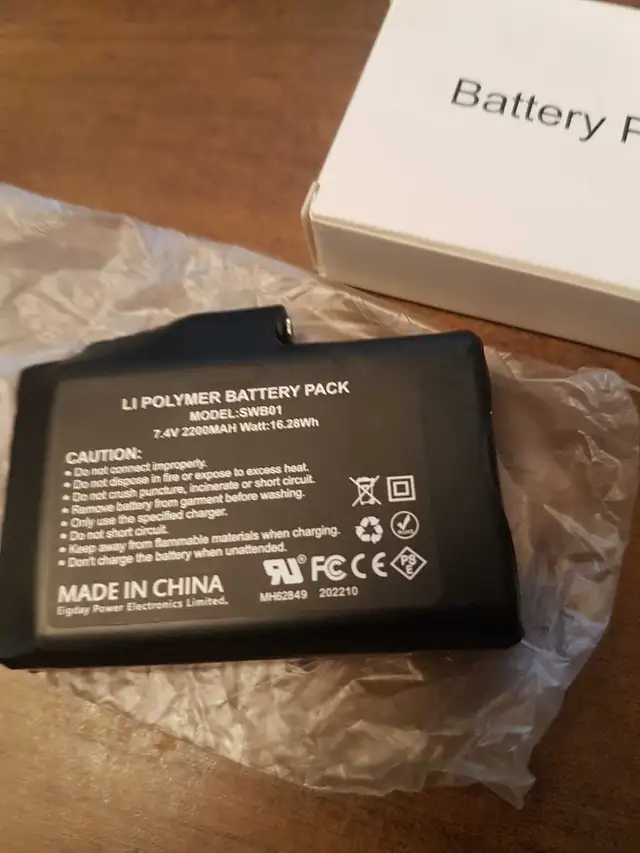 Battery
LI POLYMER BATTERY PACK
MODEL:SWB01
7.4V 2200MAH Watt:16.28Wh
CAUTION:
• Do not connect improperly.
• Do not dispose in fire or expose to excess heat.
• Do not crush puncture, incinerate or short circuit.
• Remove battery from garment before washing.
• Only use the specified charger.
• Do not short circuit.
• Keep away from flammable materials when charging.
• Don't charge the battery when unattended.
MADE IN CHINA
Eigday Power Electronics Limited.
RU® FC CE PSE
MH62849 202210